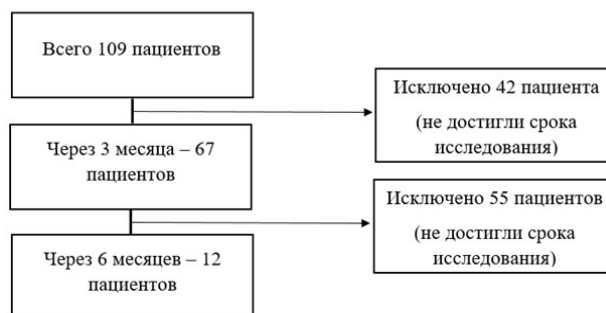 Всего 109 пациентов
Исключено 42 пациента
(не достигли срока
исследования)
Через 3 месяца – 67
пациентов
Исключено 55 пациентов
(не достигли срока
исследования)
Через 6 месяцев – 12
пациентов